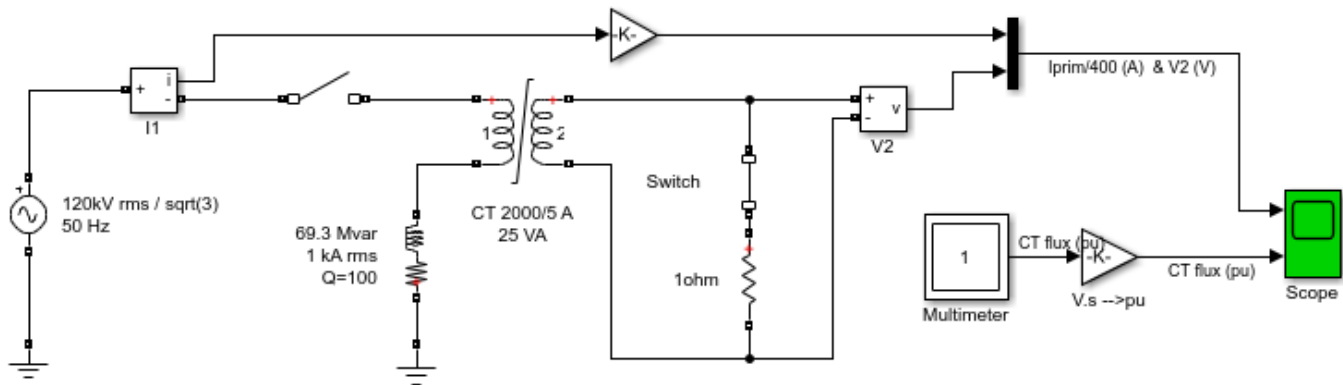 -K-
+
i
-
I1
1
2
+
-
v
V2
Iprim/400 (A)  & V2 (V)
120kV rms / sqrt(3)
50 Hz
+
69.3 Mvar
1 kA rms
Q=100
CT 2000/5 A
25 VA
Switch
1ohm
1
Multimeter
CT flux (pu)
-K-
V.s -->pu
CT flux (pu)
Scope